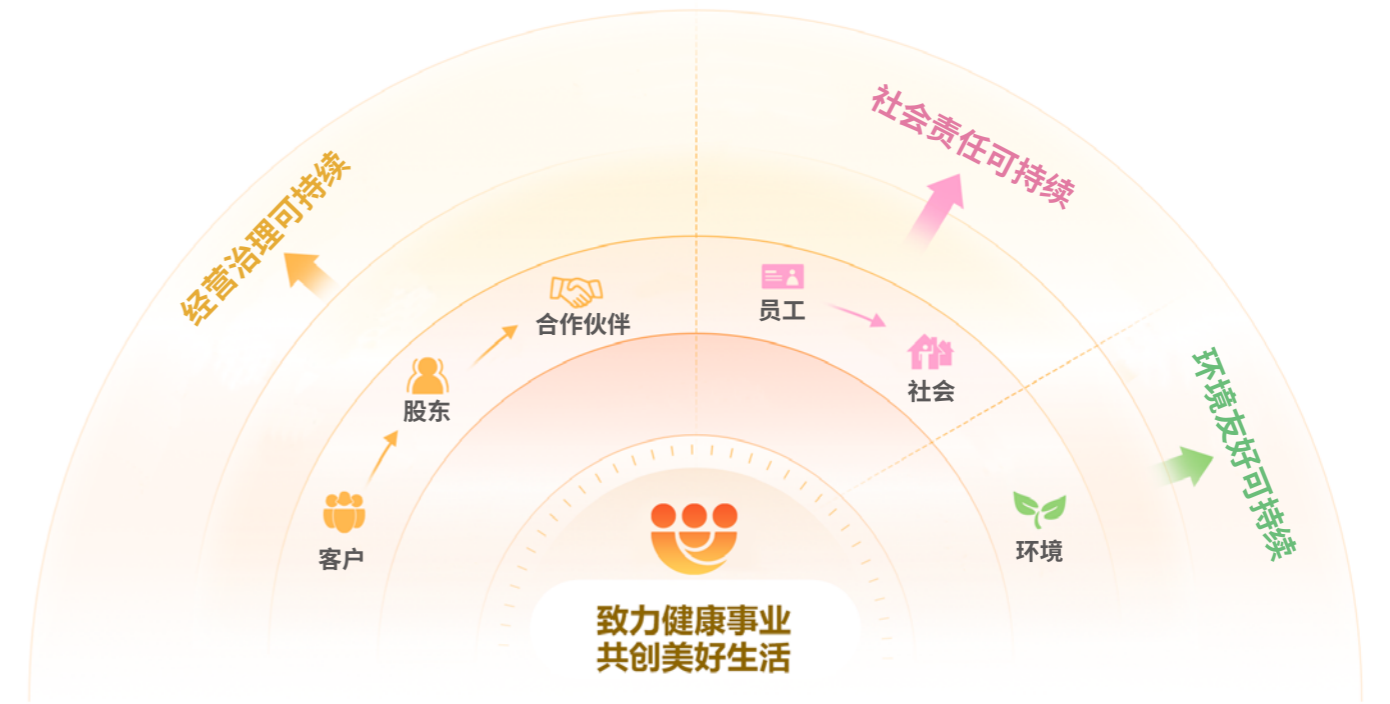 经营治理可持续
社会责任可持续
环境友好可持续
客户
股东
合作伙伴
员工
社会
环境
致力健康事业
共创美好生活